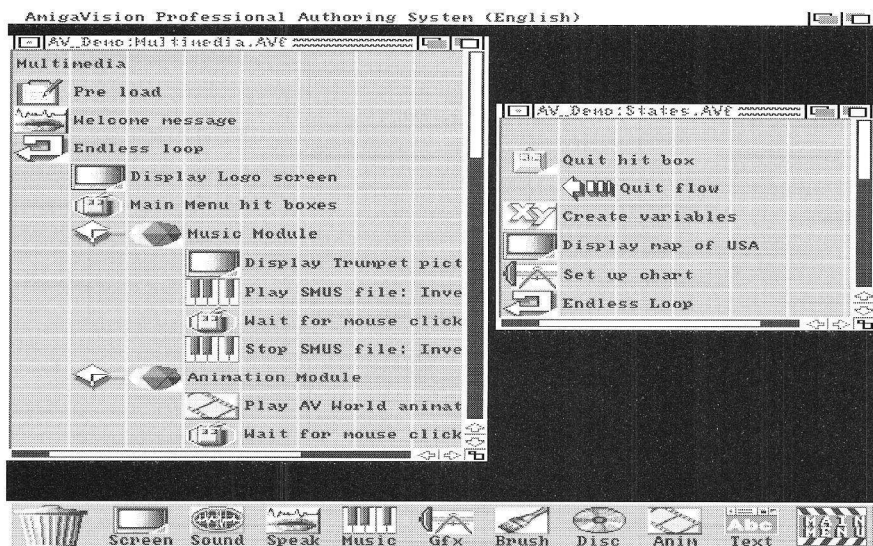 AmigaVision Professional Authoring System (English)
AV_Demo:Multimedia.AVf
Multimedia
Pre load
Welcome message
Endless loop
Display Logo screen
Main Menu hit boxes
Music Module
Display Trumpet pict
Play SMUS file: Inve
Wait for mouse click
Stop SMUS file: Inve
Animation Module
Play AV World animat
Wait for mouse click
AV_Demo:States.AVf
Quit hit box
Quit flow
Create variables
Display map of USA
Set up chart
Endless Loop
Screen Sound Speak Music Gfx Brush Disc Anim Text
Abc
MAIN
MENU